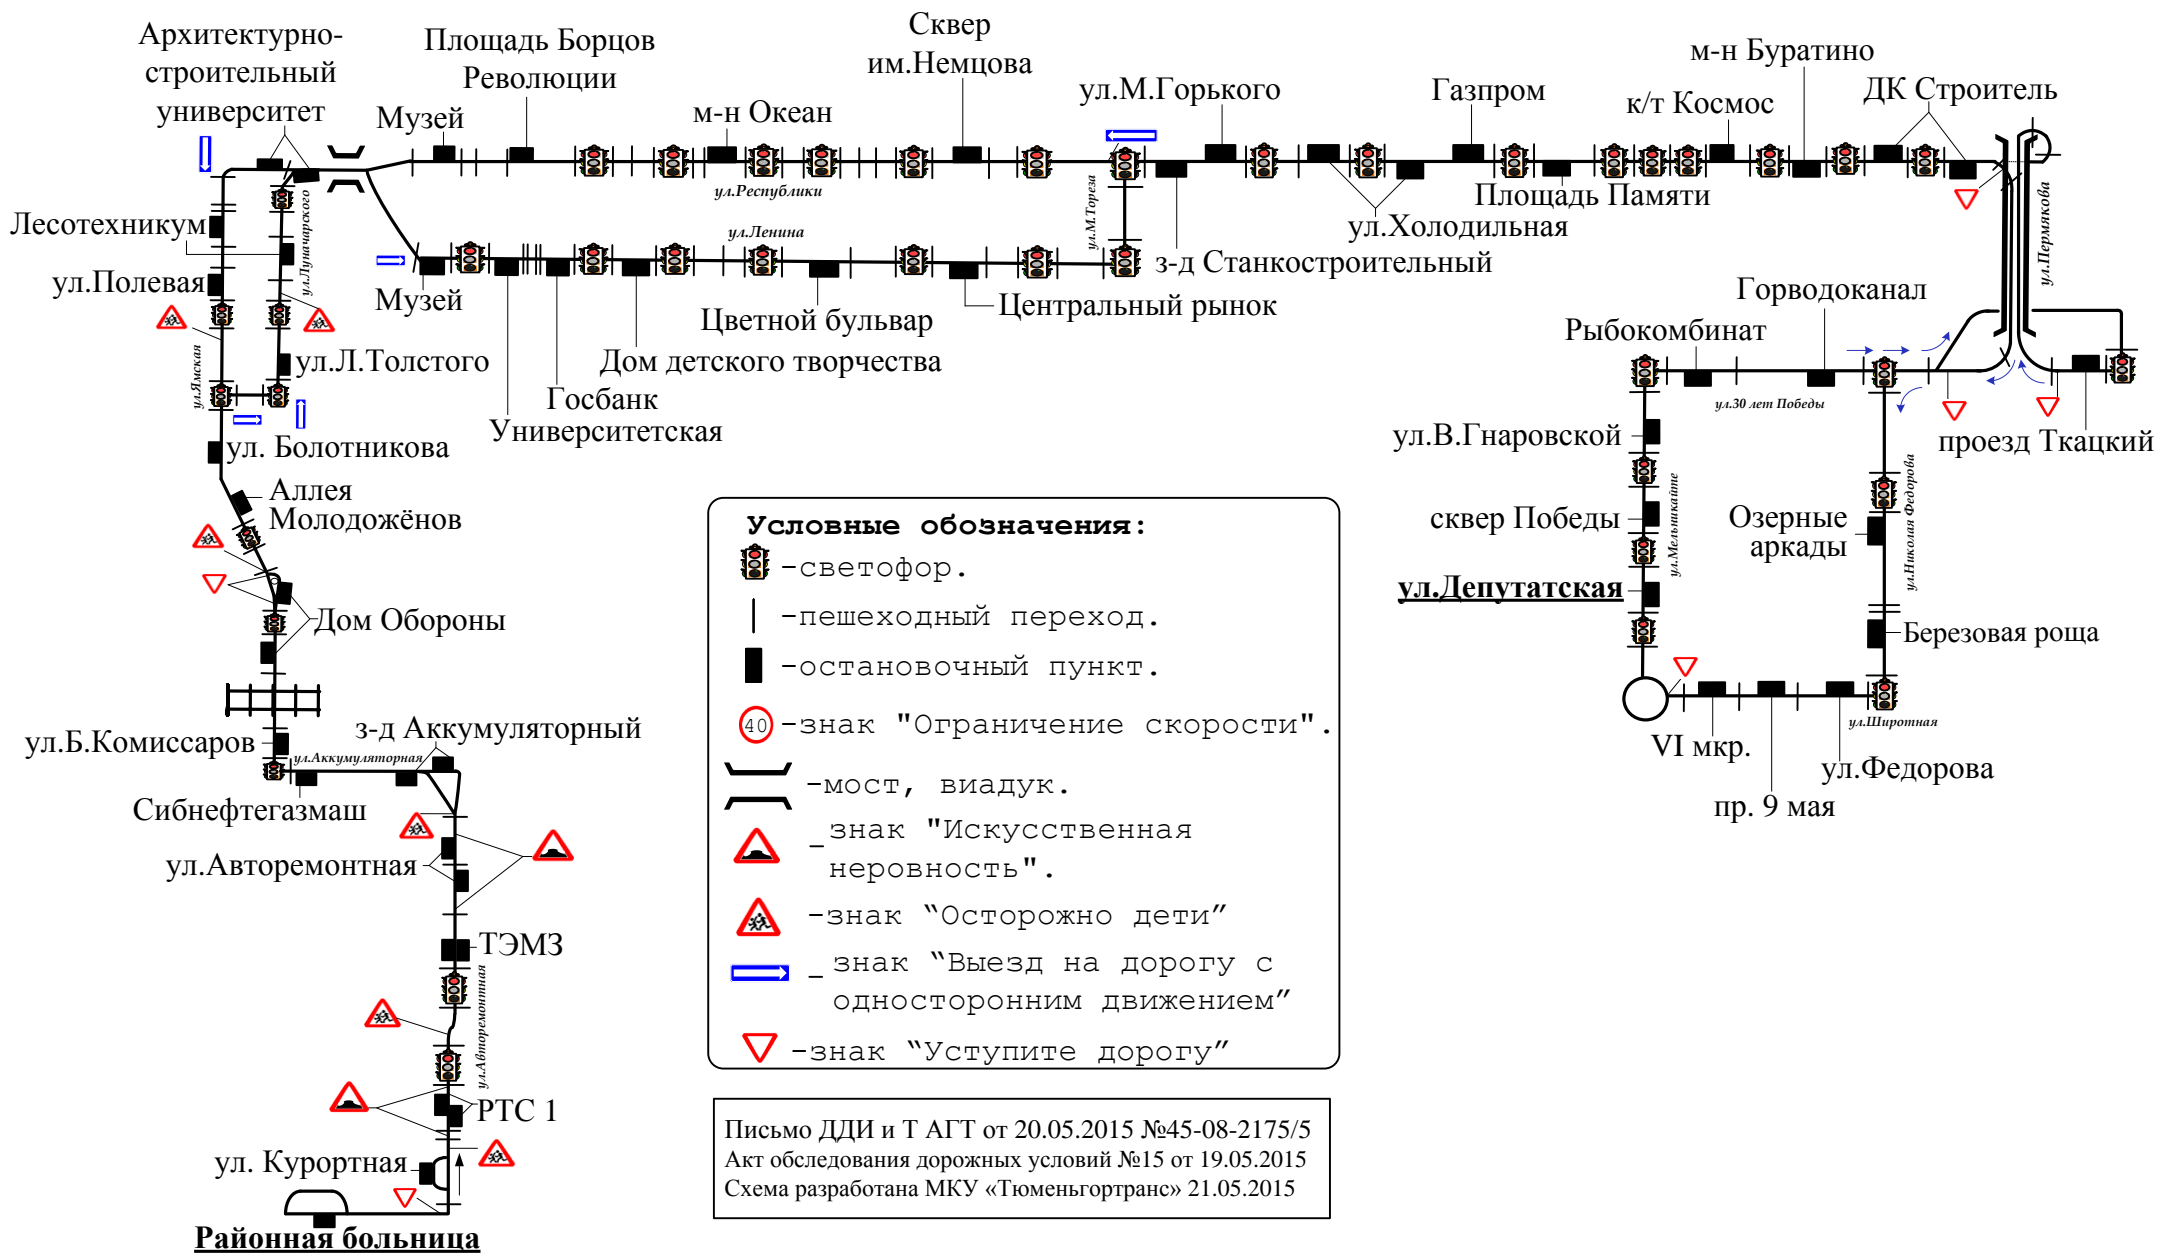 Архитектурно-
строительный
университет
Площадь Борцов
Революции
Музей
м-н Океан
Сквер
им.Немцова
ул.М.Горького
Газпром
к/т Космос
м-н Буратино
ДК Строитель
ул.Республики
ул.М.Тореза
Площадь Памяти
ул.Холодильная
з-д Станкостроительный
ул.Пермякова
Лесотехникум
ул.Луначарского
ул.Полевая
ул.Ленина
Музей
Цветной бульвар
Центральный рынок
Дом детского творчества
Госбанк
Университетская
ул.Ямская
ул.Л.Толстого
ул. Болотникова
Горводоканал
Рыбокомбинат
ул.30 лет Победы
проезд Ткацкий
ул.В.Гнаровской
ул.Мельникайте
сквер Победы
Озерные
аркады
ул.Николая Федорова
ул.Депутатская
Березовая роща
ул.Широтная
VI мкр.
пр. 9 мая
ул.Федорова
Аллея
Молодожёнов
Дом Обороны
ул.Б.Комиссаров
з-д Аккумуляторный
ул.Аккумуляторная
Сибнефтегазмаш
ул.Авторемонтная
ТЭМЗ
ул.Авторемонтная
РТС 1
ул. Курортная
Районная больница
Условные обозначения:
-светофор.
-пешеходный переход.
-остановочный пункт.
40 -знак "Ограничение скорости".
-мост, виадук.
-знак "Искусственная
неровность".
-знак “Осторожно дети”
-знак “Выезд на дорогу с
односторонним движением”
-знак “Уступите дорогу”
Письмо ДДИ и Т АГТ от 20.05.2015 №45-08-2175/5
Акт обследования дорожных условий №15 от 19.05.2015
Схема разработана МКУ «Тюменьгортранс» 21.05.2015